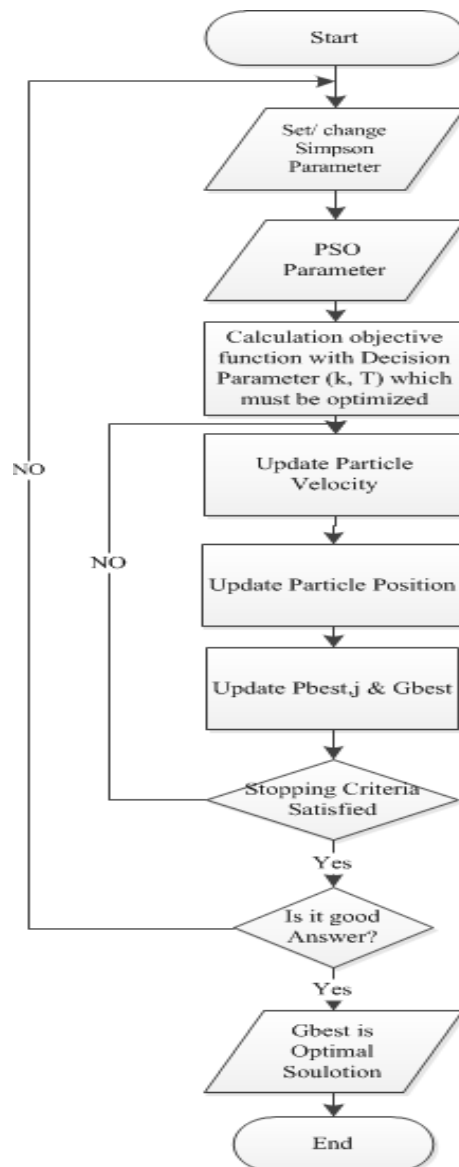 Start
Set/ change
Simpson
Parameter
PSO
Parameter
Calculation objective
function with Decision
Parameter (k, T) which
must be optimized
NO
Update Particle
Velocity
NO
Update Particle Position
Update Pbest,j & Gbest
Stopping Criteria
Satisfied
Yes
Is it good
Answer?
Yes
Gbest is
Optimal
Soulotion
End